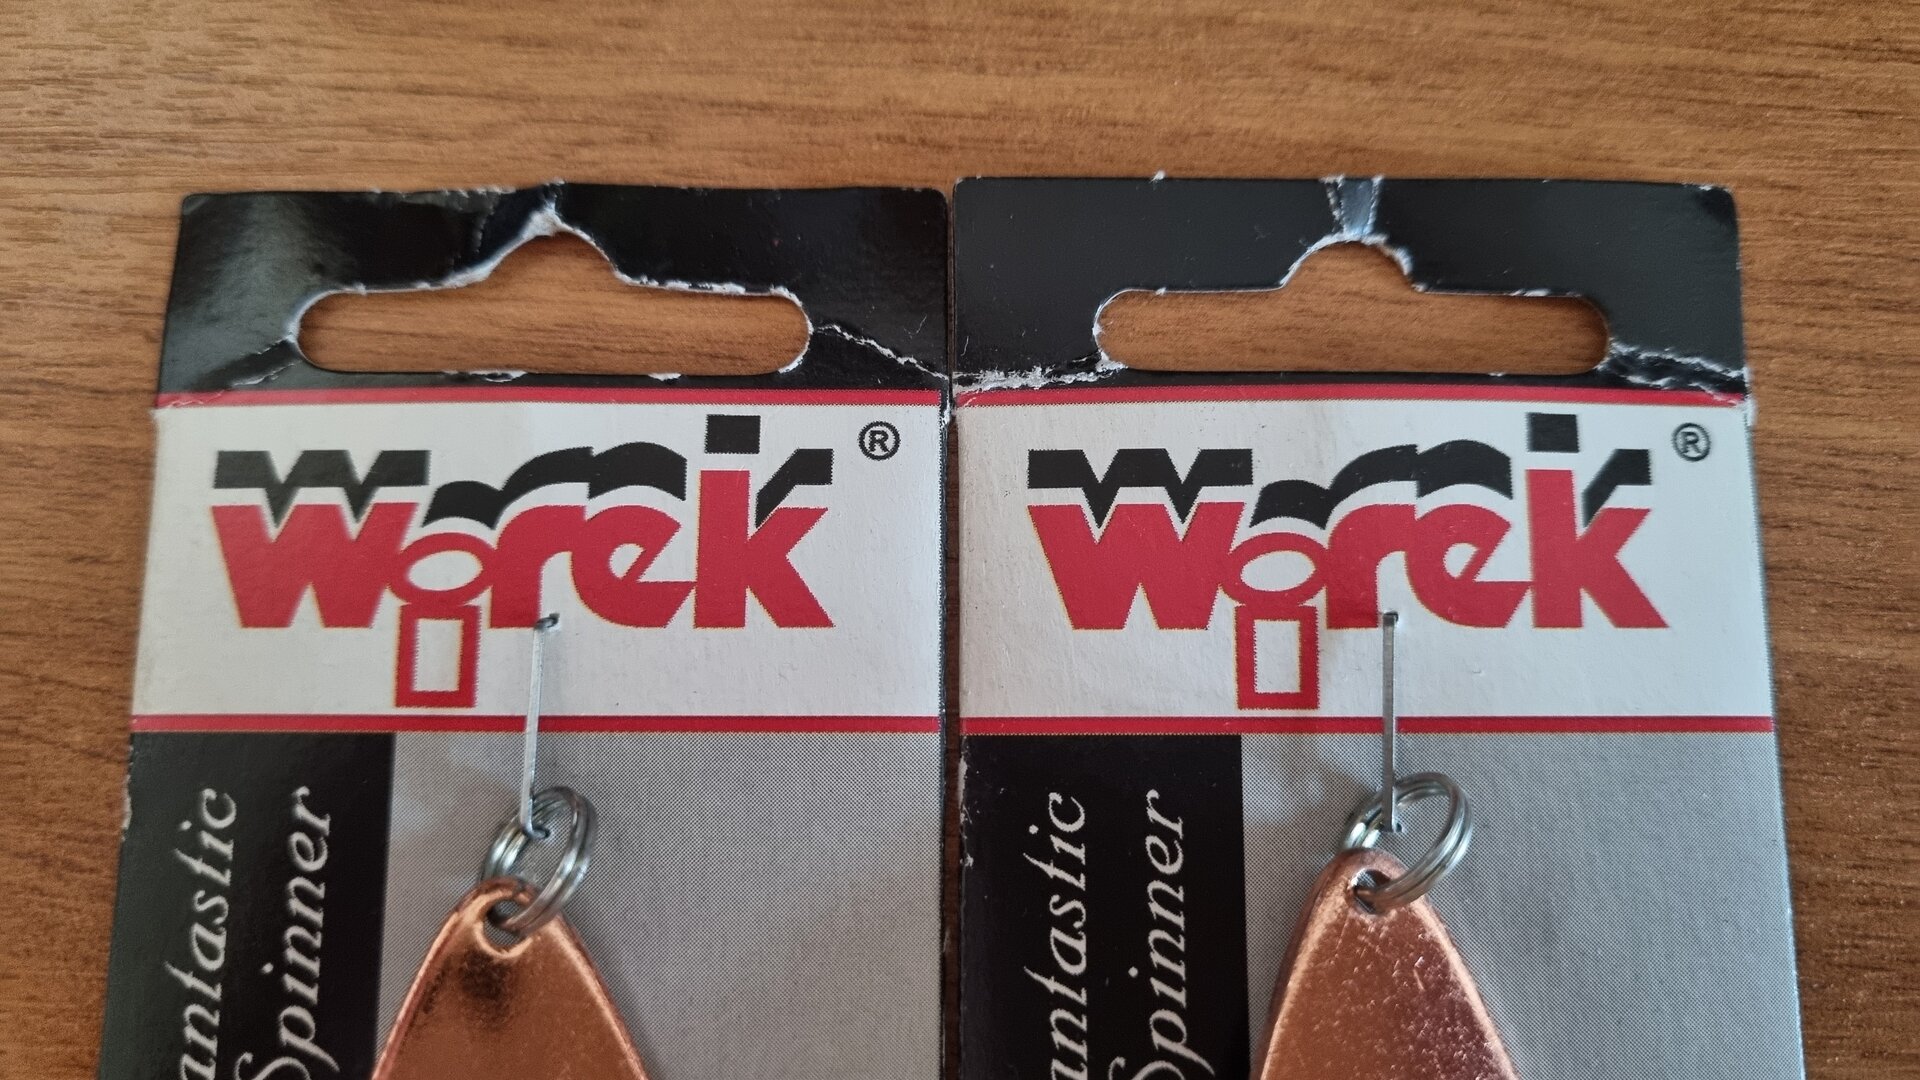 Wirek ®
antastic
Spinner
Wirek ®
antastic
Spinner